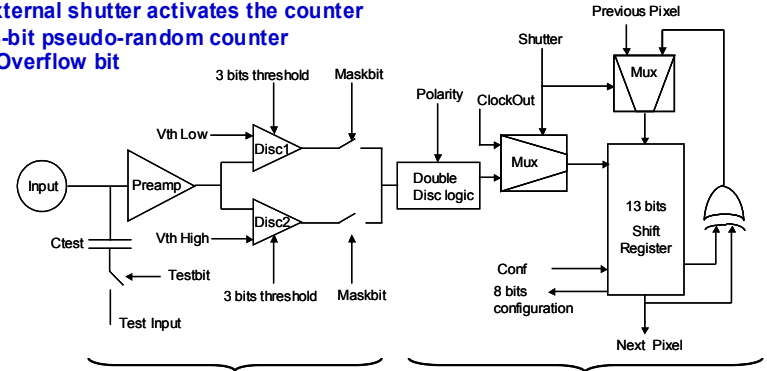 xternal shutter activates the counter
-bit pseudo-random counter
Overflow bit
Previous Pixel
Shutter
Mux
3 bits threshold
Maskbit
Polarity
ClockOut
Vth Low
Disc1
Mux
Input
Preamp
Double
Disc logic
13 bits
Shift
Register
Disc2
Ctest
Vth High
Testbit
Conf
3 bits threshold
Maskbit
8 bits
configuration
Test Input
Next Pixel